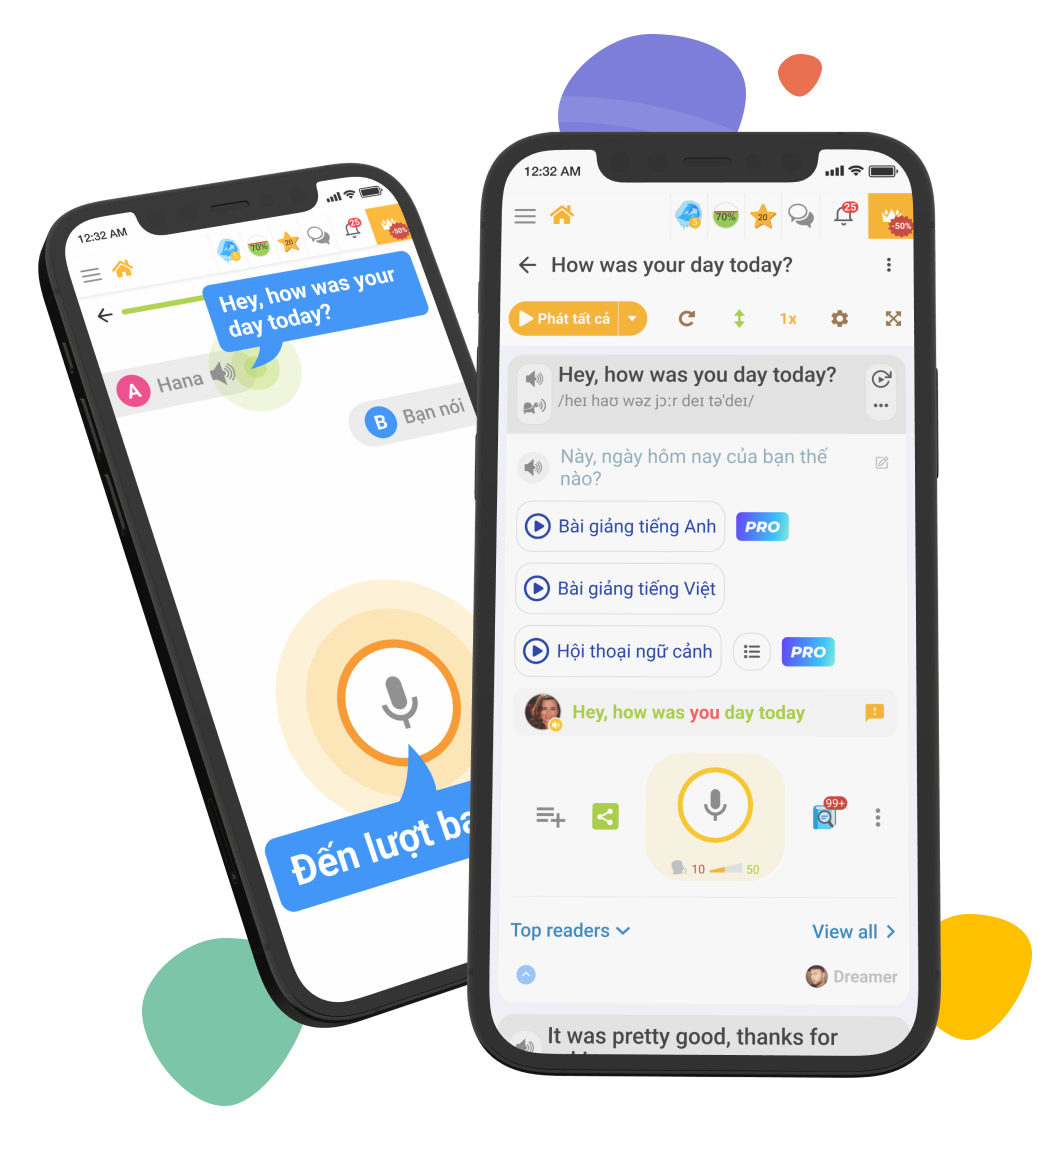 12:32 AM
70%
20
25
-50%
Hey, how was your
day today?
A
Hana
B
Bạn nói
Đến lượt
12:32 AM
70%
20
25
-50%
How was your day today?
Phát tất cả
1x
Hey, how was you day today?
/heɪ haʊ wəz jɔːr deɪ təˈdeɪ/
Này, ngày hôm nay của bạn thế
nào?
Bài giảng tiếng Anh
PRO
Bài giảng tiếng Việt
Hội thoại ngữ cảnh
PRO
Hey, how was you day today
99+
10
50
Top readers
View all
Dreamer
It was pretty good, thanks for